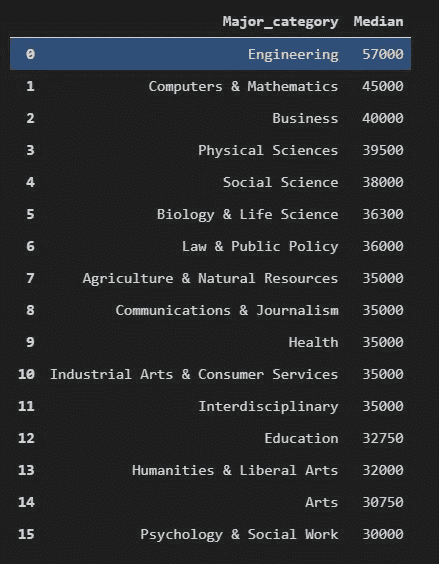 Major_category Median
0 Engineering 57000
1 Computers & Mathematics 45000
2 Business 40000
3 Physical Sciences 39500
4 Social Science 38000
5 Biology & Life Science 36300
6 Law & Public Policy 36000
7 Agriculture & Natural Resources 35000
8 Communications & Journalism 35000
9 Health 35000
10 Industrial Arts & Consumer Services 35000
11 Interdisciplinary 35000
12 Education 32750
13 Humanities & Liberal Arts 32000
14 Arts 30750
15 Psychology & Social Work 30000